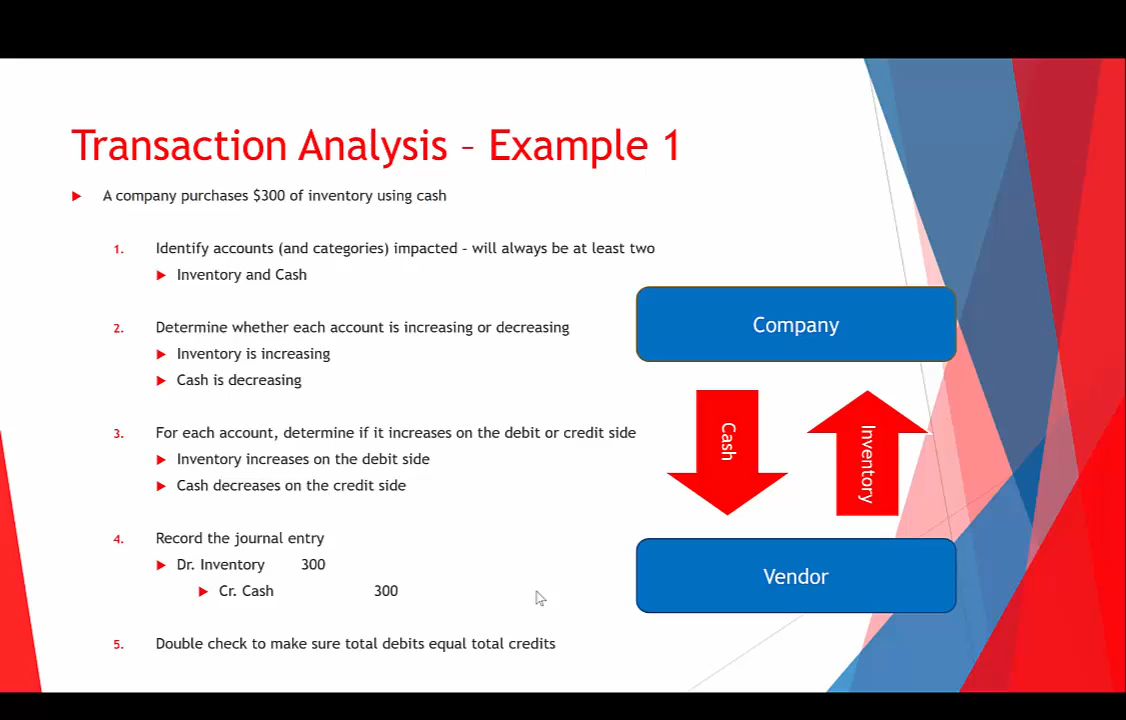 Transaction Analysis – Example 1
A company purchases $300 of inventory using cash
1. Identify accounts (and categories) impacted – will always be at least two
Inventory and Cash
2. Determine whether each account is increasing or decreasing
Inventory is increasing
Cash is decreasing
3. For each account, determine if it increases on the debit or credit side
Inventory increases on the debit side
Cash decreases on the credit side
4. Record the journal entry
Dr. Inventory 300
Cr. Cash 300
5. Double check to make sure total debits equal total credits
Company
Cash
Inventory
Vendor